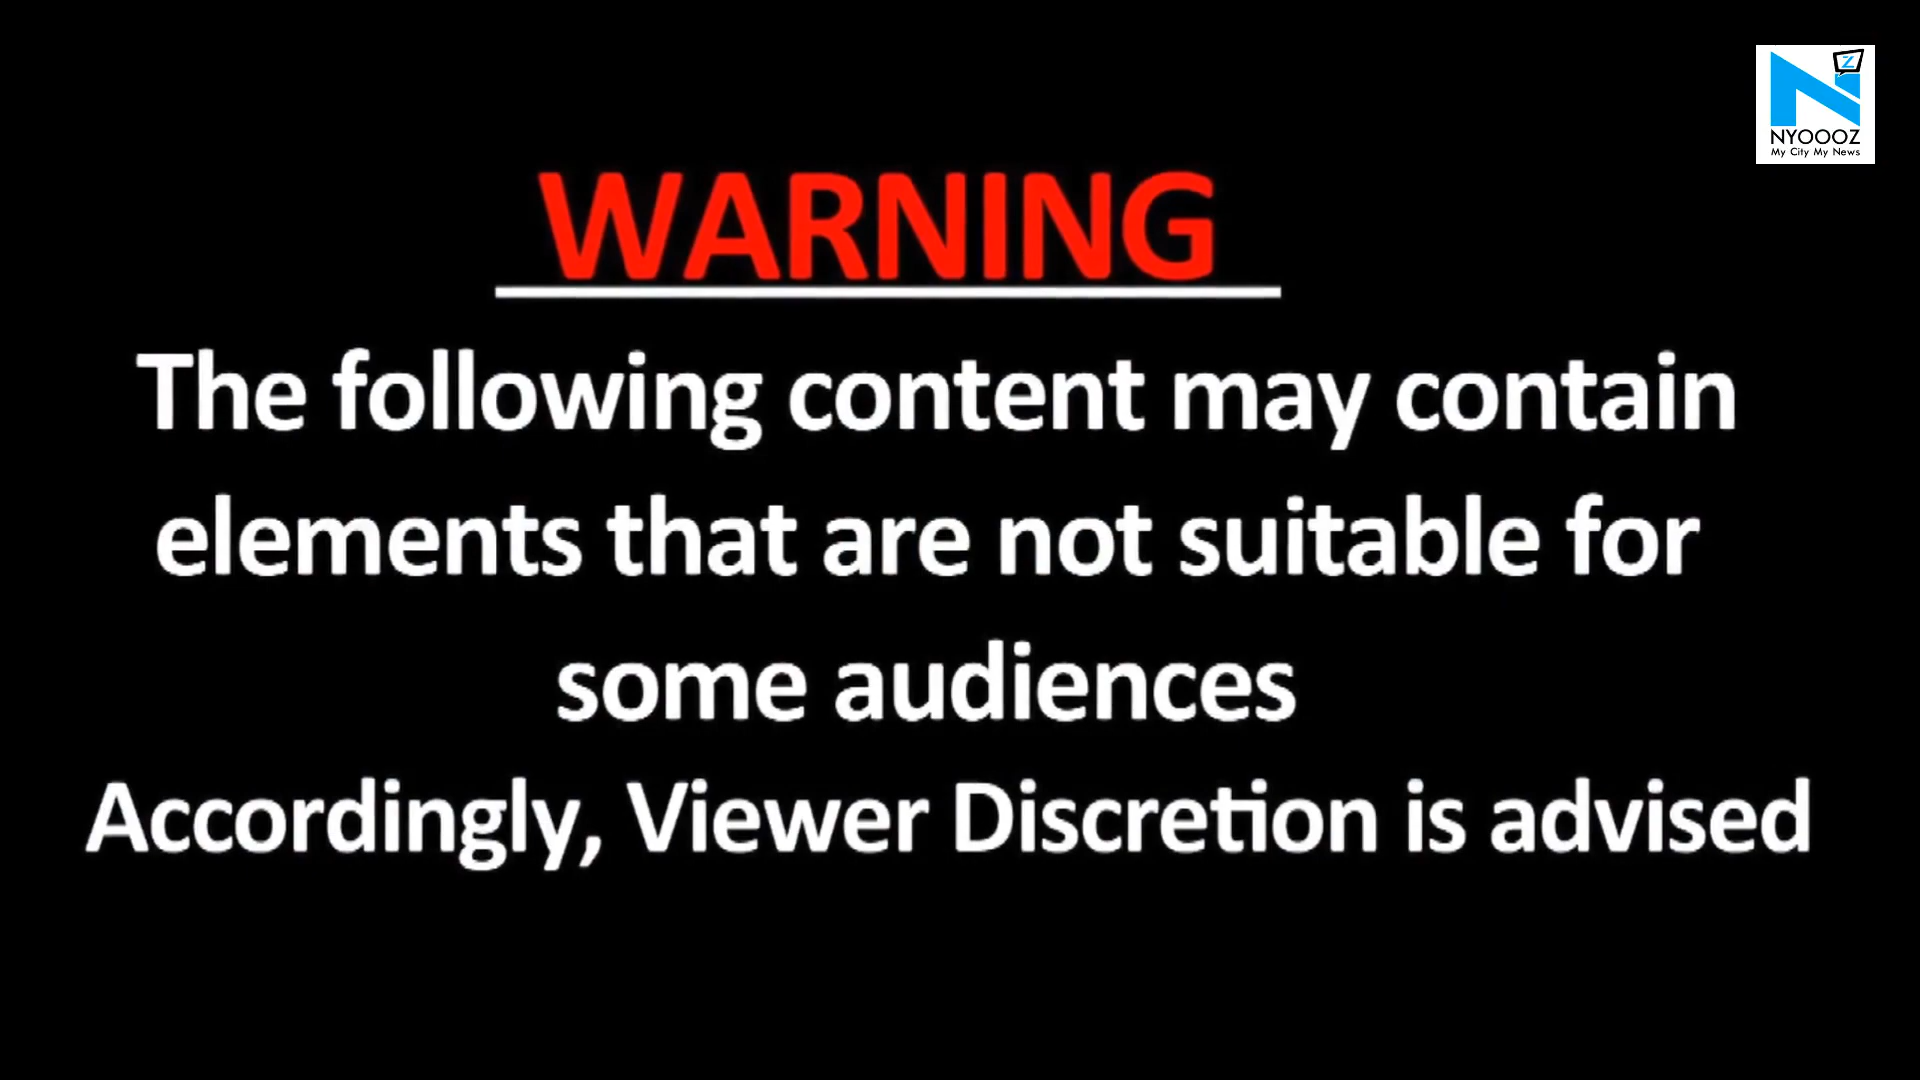 Z
NYOOOZ
My City My News
WARNING
The following content may contain
elements that are not suitable for
some audiences
Accordingly, Viewer Discretion is advised